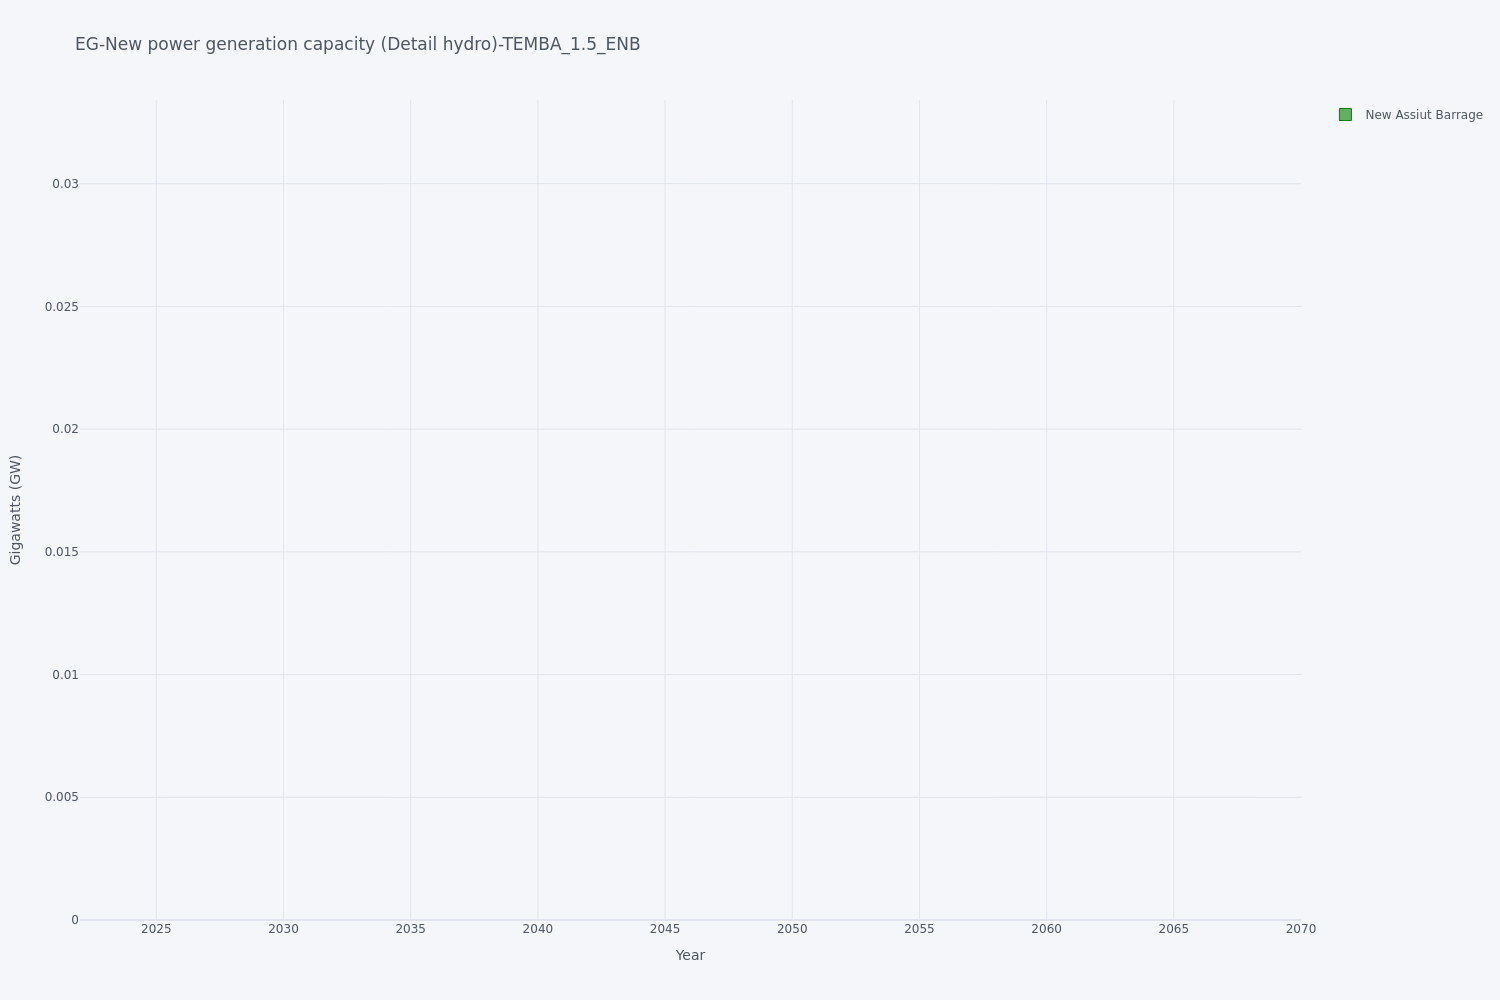 EG-New power generation capacity (Detail hydro)-TEMBA_1.5_ENB
New Assiut Barrage
0.03
0.025
0.02
0.015
0.01
0.005
0
Gigawatts (GW)
2025 2030 2035 2040 2045 2050 2055 2060 2065 2070
Year